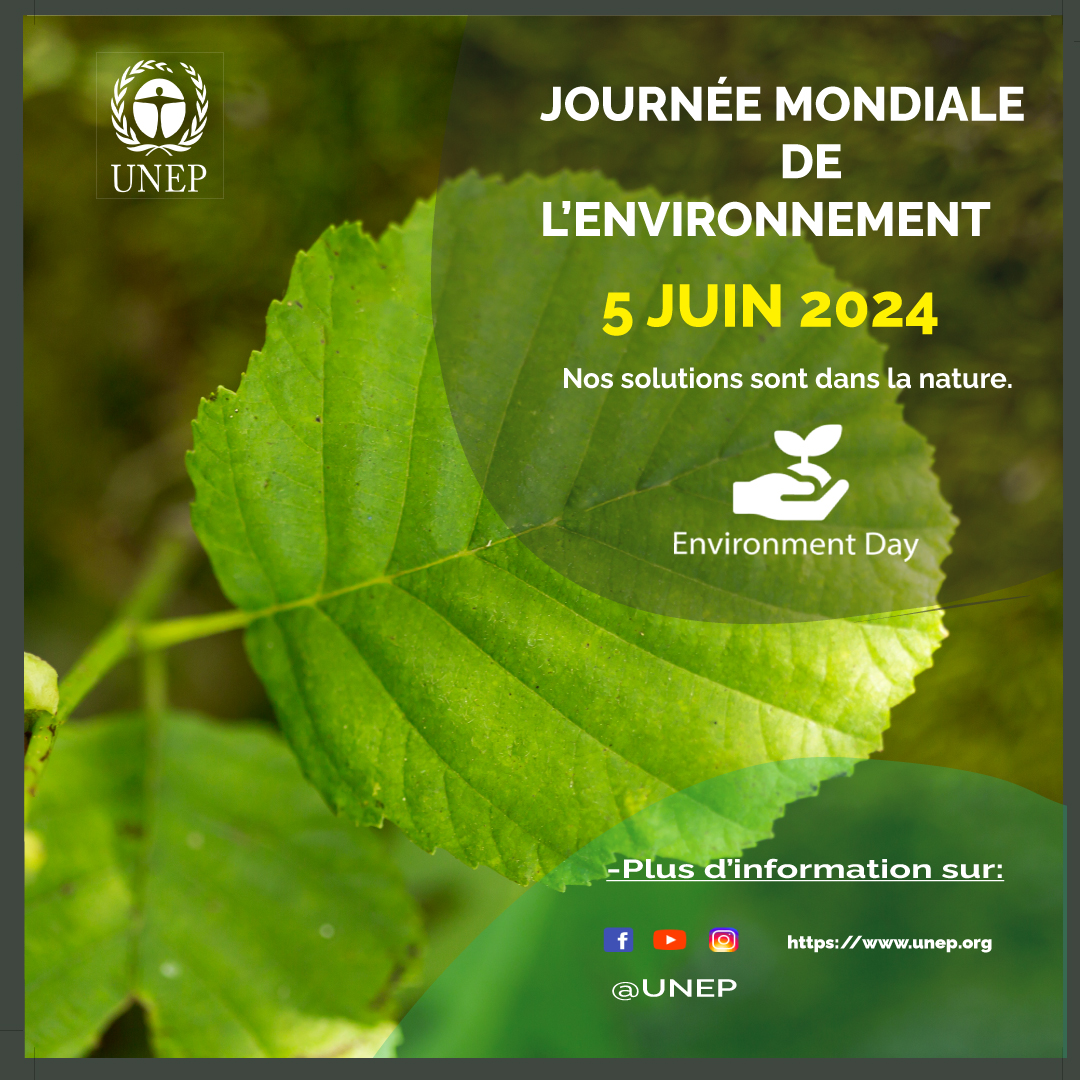 UNEP
JOURNÉE MONDIALE
DE
L’ENVIRONNEMENT
5 JUIN 2024
Nos solutions sont dans la nature.
Environment Day
-Plus d’information sur:
https://www.unep.org
@UNEP